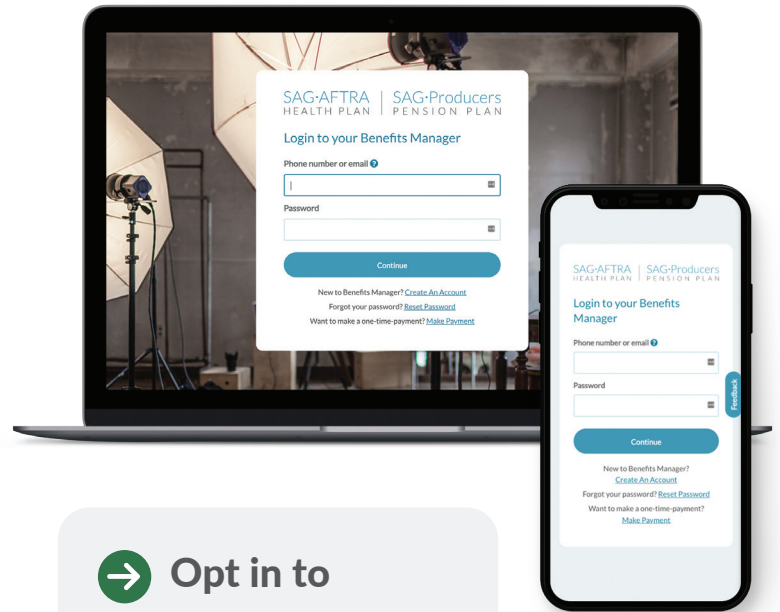 SAG·AFTRA | SAG·Producers
HEALTH PLAN | PENSION PLAN
Login to your Benefits Manager
Phone number or email ?
Password
Continue
New to Benefits Manager? Create An Account
Forgot your password? Reset Password
Want to make a one-time-payment? Make Payment
SAG·AFTRA | SAG·Producers
HEALTH PLAN | PENSION PLAN
Login to your Benefits
Manager
Phone number or email ?
Password
Feedback
Continue
New to Benefits Manager?
Create An Account
Forgot your password? Reset Password
Want to make a one-time-payment?
Make Payment
Opt in to